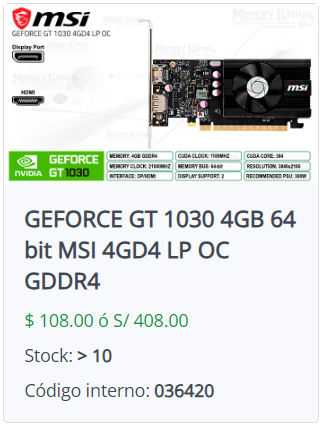 msi
GEFORCE GT 1030 4GD4 LP OC
Display Port
HDMI
msi
NVIDIA
GEFORCE
GT 1030
MEMORY: 4GB GDDR4 CUDA CLOCK: 1189MHZ CUDA CORE: 384
MEMORY CLOCK: 2100MHZ MEMORY BUS: 64-bit RESOLUTION: 3840x2160
INTERFACE: DP/HDMI DISPLAY SUPPORT: 2 RECOMMENDED PSU: 300W
GEFORCE GT 1030 4GB 64
bit MSI 4GD4 LP OC
GDDR4
$ 108.00 ó S/ 408.00
Stock: > 10
Código interno: 036420